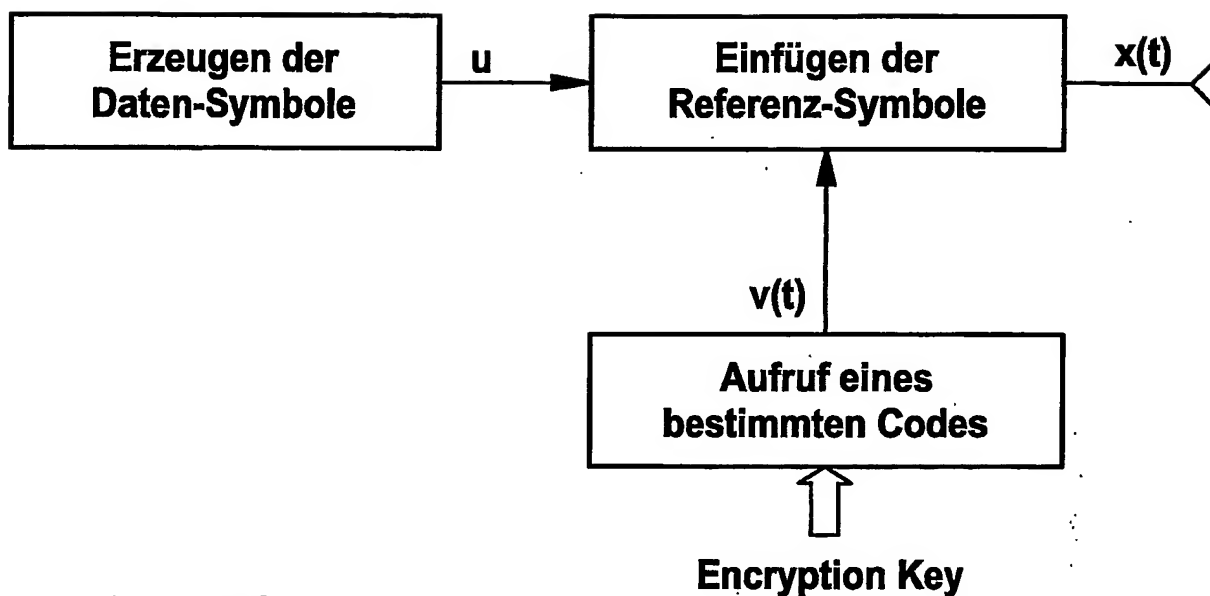 Erzeugen der
Daten-Symbole
u
Einfügen der
Referenz-Symbole
x(t)
v(t)
Aufruf eines
bestimmten Codes
Encryption Key